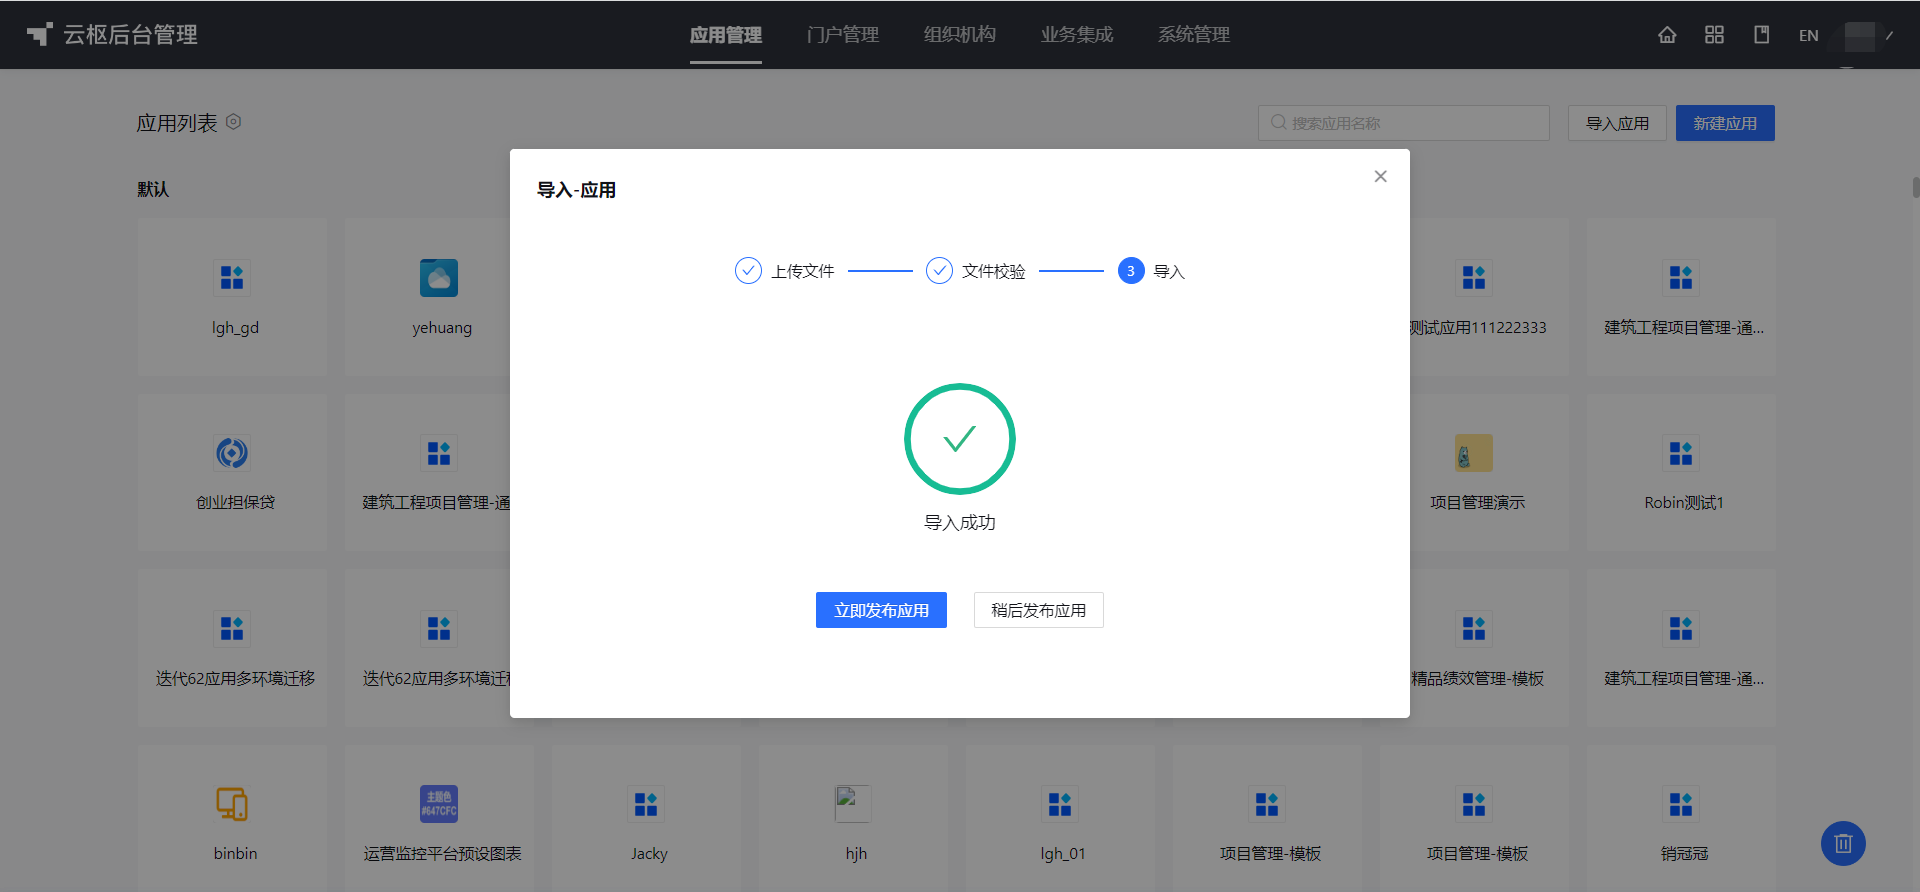 云枢后台管理
应用管理 门户管理 组织机构 业务集成 系统管理 EN
应用列表 搜索应用名称 导入应用 新建应用
默认
导入-应用
上传文件 文件校验 3 导入
导入成功
立即发布应用 稍后发布应用
lgh_gd yehuang 测试应用111222333 建筑工程项目管理-通...
创业担保贷 建筑工程项目管理-通 项目管理演示 Robin测试1
迭代62应用多环境迁移 迭代62应用多环境迁 精品绩效管理-模板 建筑工程项目管理-通...
主题色
#647CFC
binbin 运营监控平台预设图表 Jacky hjh lgh_01 项目管理-模板 项目管理-模板 销冠冠